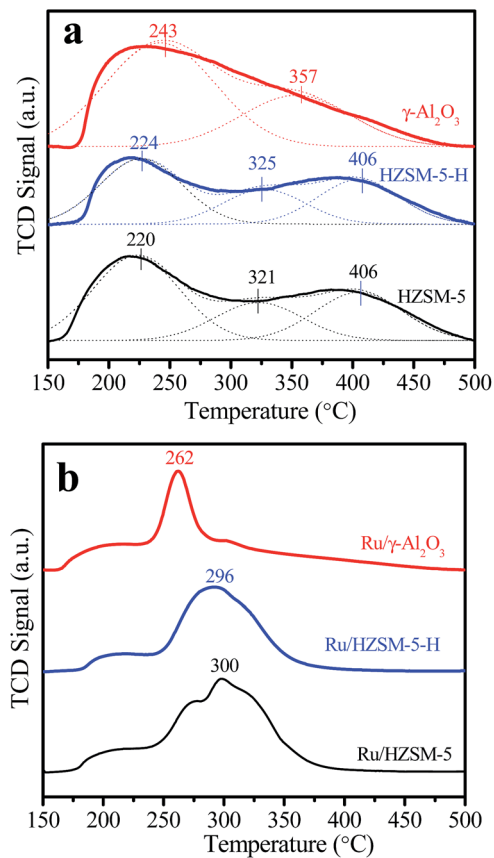 a
243
357
γ-Al₂O₃
224
325
406
HZSM-5-H
220
321
406
HZSM-5
TCD Signal (a.u.)
150 200 250 300 350 400 450 500
Temperature (°C)
b
262
Ru/γ-Al₂O₃
296
Ru/HZSM-5-H
300
Ru/HZSM-5
TCD Signal (a.u.)
150 200 250 300 350 400 450 500
Temperature (°C)